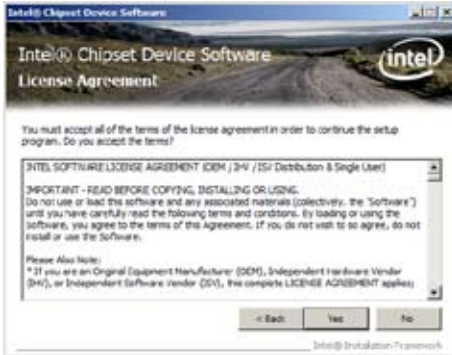 Intel® Chipset Device Software
Intel® Chipset Device Software
License Agreement
intel
You must accept all of the terms of the license agreement in order to continue the setup
program. Do you accept the terms?
INTEL SOFTWARE LICENSE AGREEMENT (OEM / IHV / ISV Distribution & Single User)
IMPORTANT - READ BEFORE COPYING, INSTALLING OR USING.
Do not use or load this software and any associated materials (collectively, the "Software")
until you have carefully read the following terms and conditions. By loading or using the
Software, you agree to the terms of this Agreement. If you do not wish to so agree, do not
install or use the Software.
Please Also Note:
* If you are an Original Equipment Manufacturer (OEM), Independent Hardware Vendor
(IHV), or Independent Software Vendor (ISV), this complete LICENSE AGREEMENT applies;
< Back
Yes
No
Intel® Installation Framework